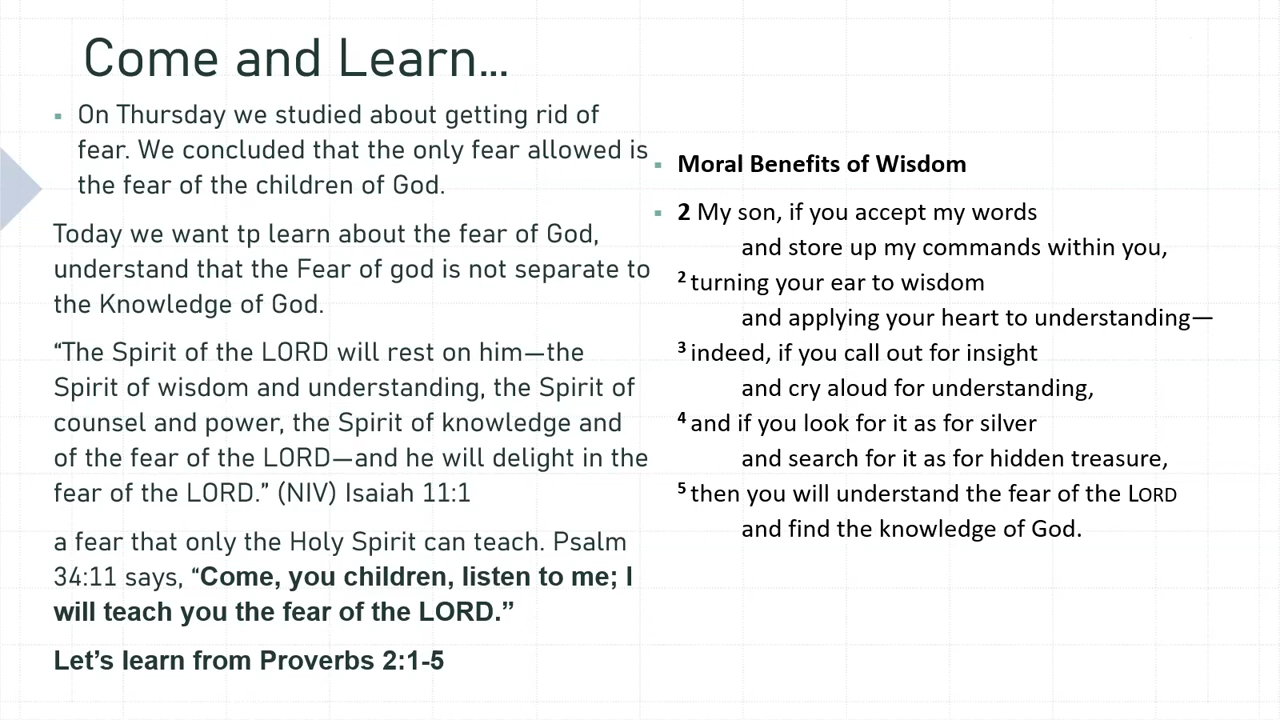 Come and Learn...
▪ On Thursday we studied about getting rid of
fear. We concluded that the only fear allowed is
the fear of the children of God.
Today we want tp learn about the fear of God,
understand that the Fear of god is not separate to
the Knowledge of God.
“The Spirit of the LORD will rest on him—the
Spirit of wisdom and understanding, the Spirit of
counsel and power, the Spirit of knowledge and
of the fear of the LORD—and he will delight in the
fear of the LORD.” (NIV) Isaiah 11:1
a fear that only the Holy Spirit can teach. Psalm
34:11 says, “Come, you children, listen to me; I
will teach you the fear of the LORD.”
Let’s learn from Proverbs 2:1-5
▪ Moral Benefits of Wisdom
▪ 2 My son, if you accept my words
and store up my commands within you,
2 turning your ear to wisdom
and applying your heart to understanding—
3 indeed, if you call out for insight
and cry aloud for understanding,
4 and if you look for it as for silver
and search for it as for hidden treasure,
5 then you will understand the fear of the LORD
and find the knowledge of God.